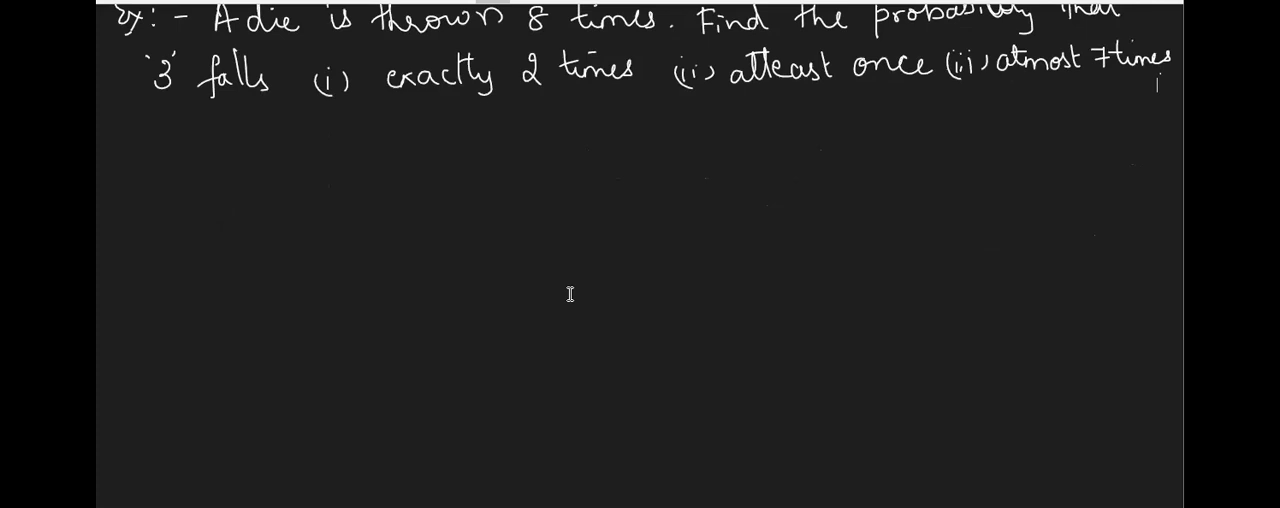 Ex: - A die is thrown 8 times. Find the probability that
'3' falls (i) exactly 2 times (ii) atleast once (iii) atmost 7 times